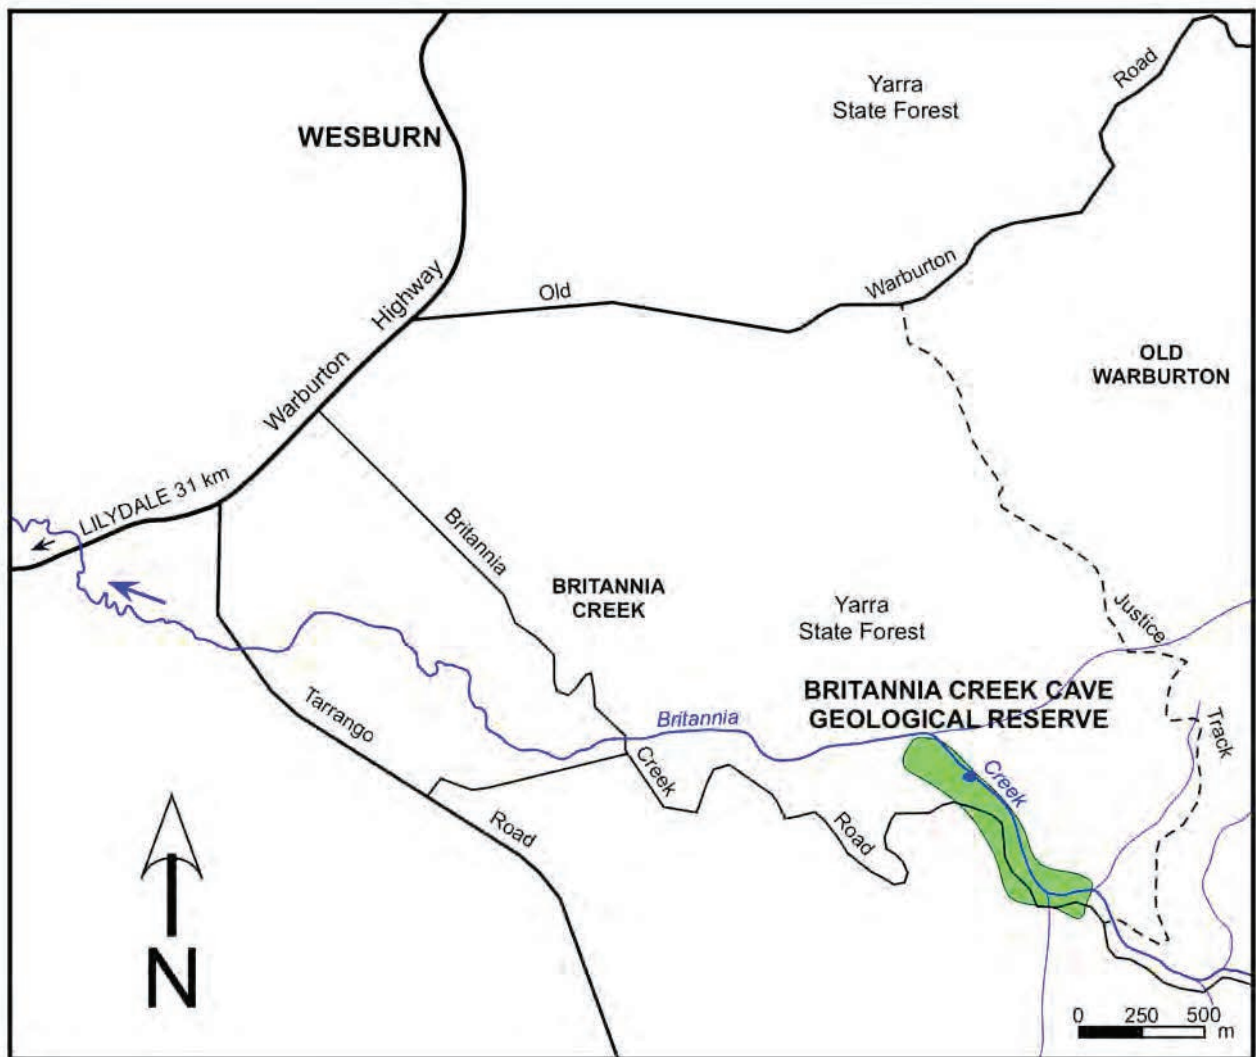 Yarra
State Forest
Road
WESBURN
Highway
Warburton
Old
Warburton
OLD
WARBURTON
LILYDALE 31 km
Britannia
BRITANNIA
CREEK
Yarra
State Forest
Justice
BRITANNIA CREEK CAVE
GEOLOGICAL RESERVE
Track
Tarrango
Britannia
Creek
Creek
Road
Road
N
0 250 500
m